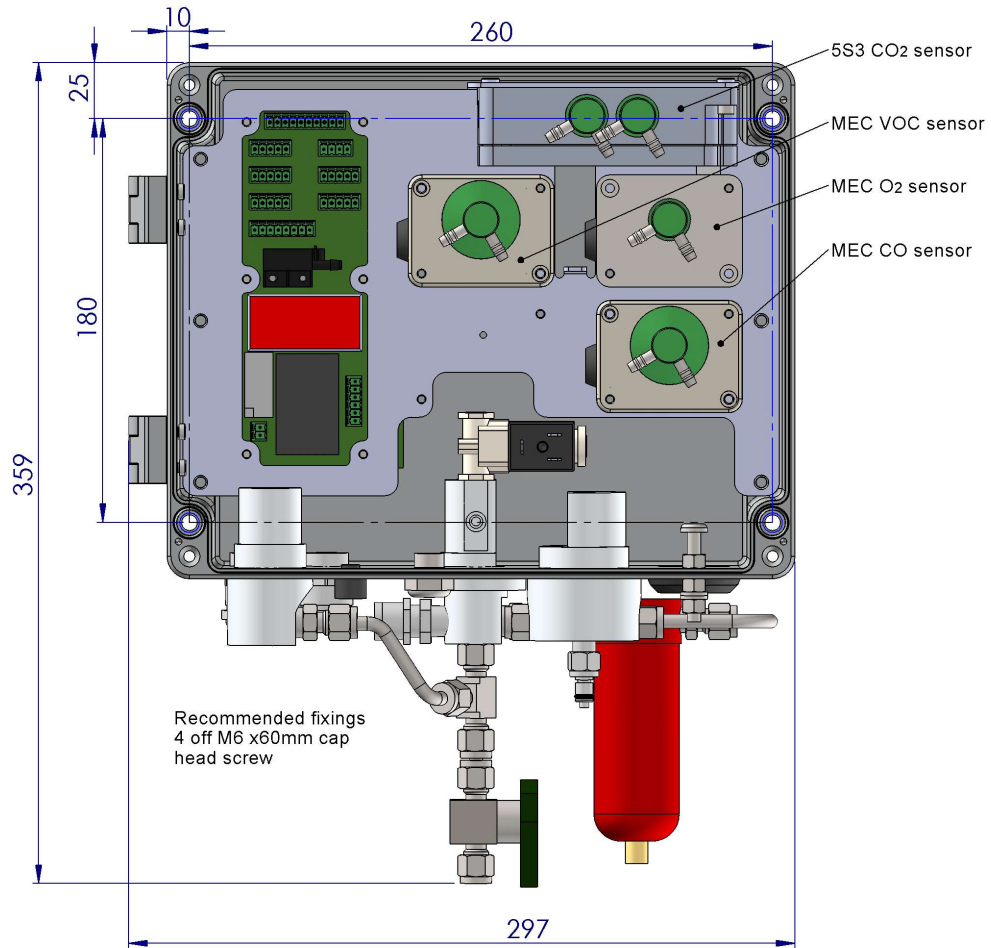 10
260
5S3 CO2 sensor
25
MEC VOC sensor
MEC O2 sensor
MEC CO sensor
180
359
Recommended fixings
4 off M6 x60mm cap
head screw
297